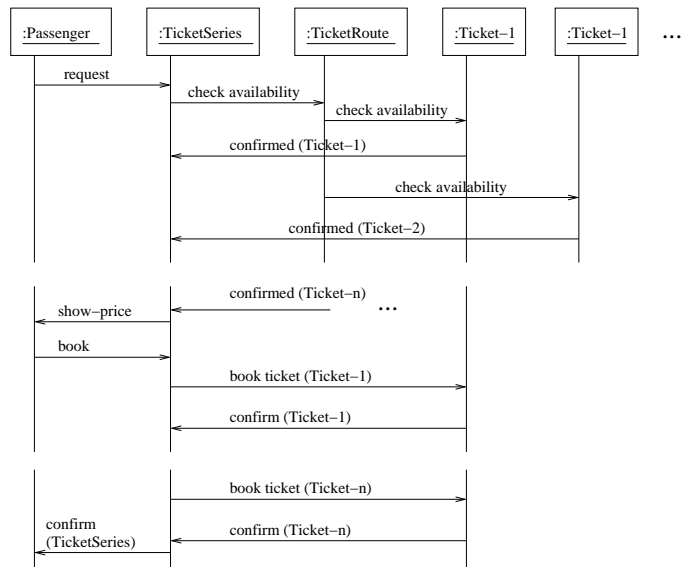 :Passenger
:TicketSeries
:TicketRoute
:Ticket−1
:Ticket−1
...
request
check availability
check availability
confirmed (Ticket−1)
check availability
confirmed (Ticket−2)
confirmed (Ticket−n)
...
show−price
book
book ticket (Ticket−1)
confirm (Ticket−1)
book ticket (Ticket−n)
confirm
(TicketSeries)
confirm (Ticket−n)